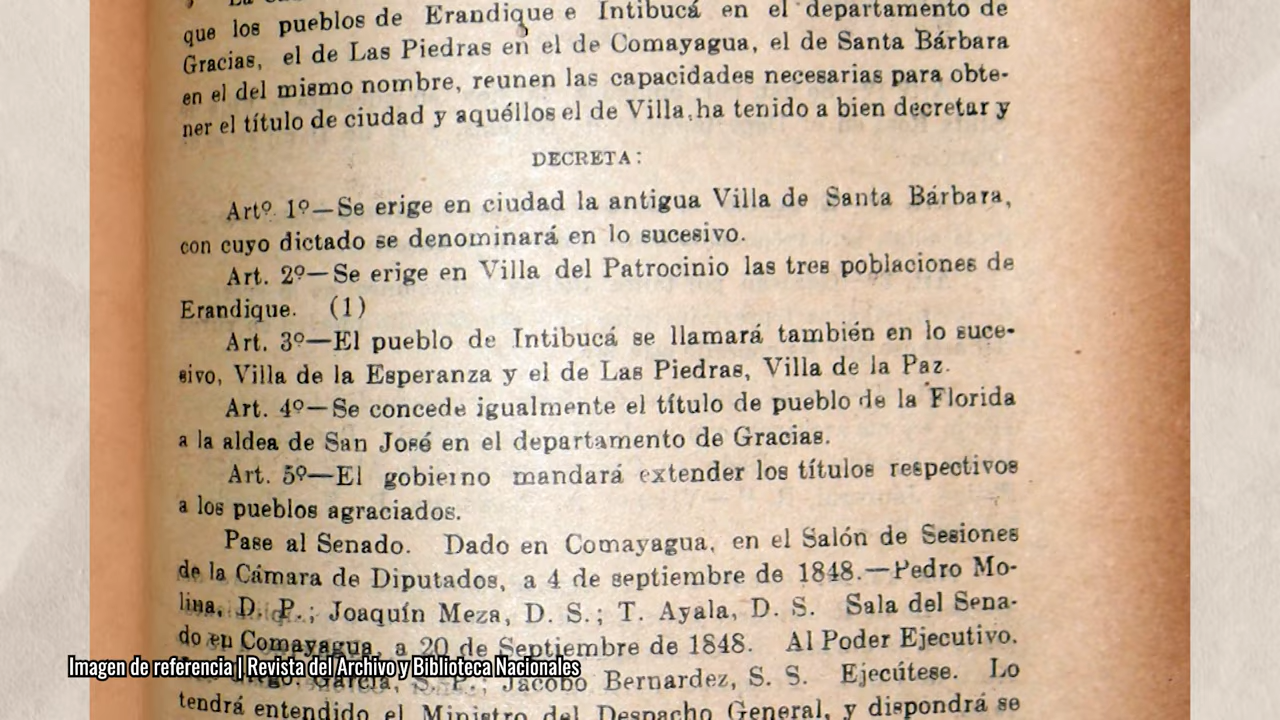 que los pueblos de Erandique e Intibucá en el departamento de
Gracias, el de Las Piedras en el de Comayagua, el de Santa Bárbara
en el del mismo nombre, reunen las capacidades necesarias para obte-
ner el título de ciudad y aquéllos el de Villa, ha tenido a bien decretar y
DECRETA:
Artº. 1º—Se erige en ciudad la antigua Villa de Santa Bárbara,
con cuyo dictado se denominará en lo sucesivo.
Art. 2º—Se erige en Villa del Patrocinio las tres poblaciones de
Erandique. (1)
Art. 3º—El pueblo de Intibucá se llamará también en lo suce-
sivo, Villa de la Esperanza y el de Las Piedras, Villa de la Paz.
Art. 4º—Se concede igualmente el título de pueblo de la Florida
a la aldea de San José en el departamento de Gracias.
Art. 5º—El gobierno mandará extender los títulos respectivos
a los pueblos agraciados.
Pase al Senado. Dado en Comayagua, en el Salón de Sesiones
de la Cámara de Diputados, a 4 de septiembre de 1848.—Pedro Mo-
lina, D. P.; Joaquín Meza, D. S.; T. Ayala, D. S. Sala del Sena-
do en Comayagua, a 20 de Septiembre de 1848. Al Poder Ejecutivo.
García, S. P.; Jacobo Bernardez, S. S. Ejecútese. Lo
Imagen de referencia | Revista del Archivo y Biblioteca Nacionales
tendrá entendido el Ministro del Despacho General, y dispondrá se